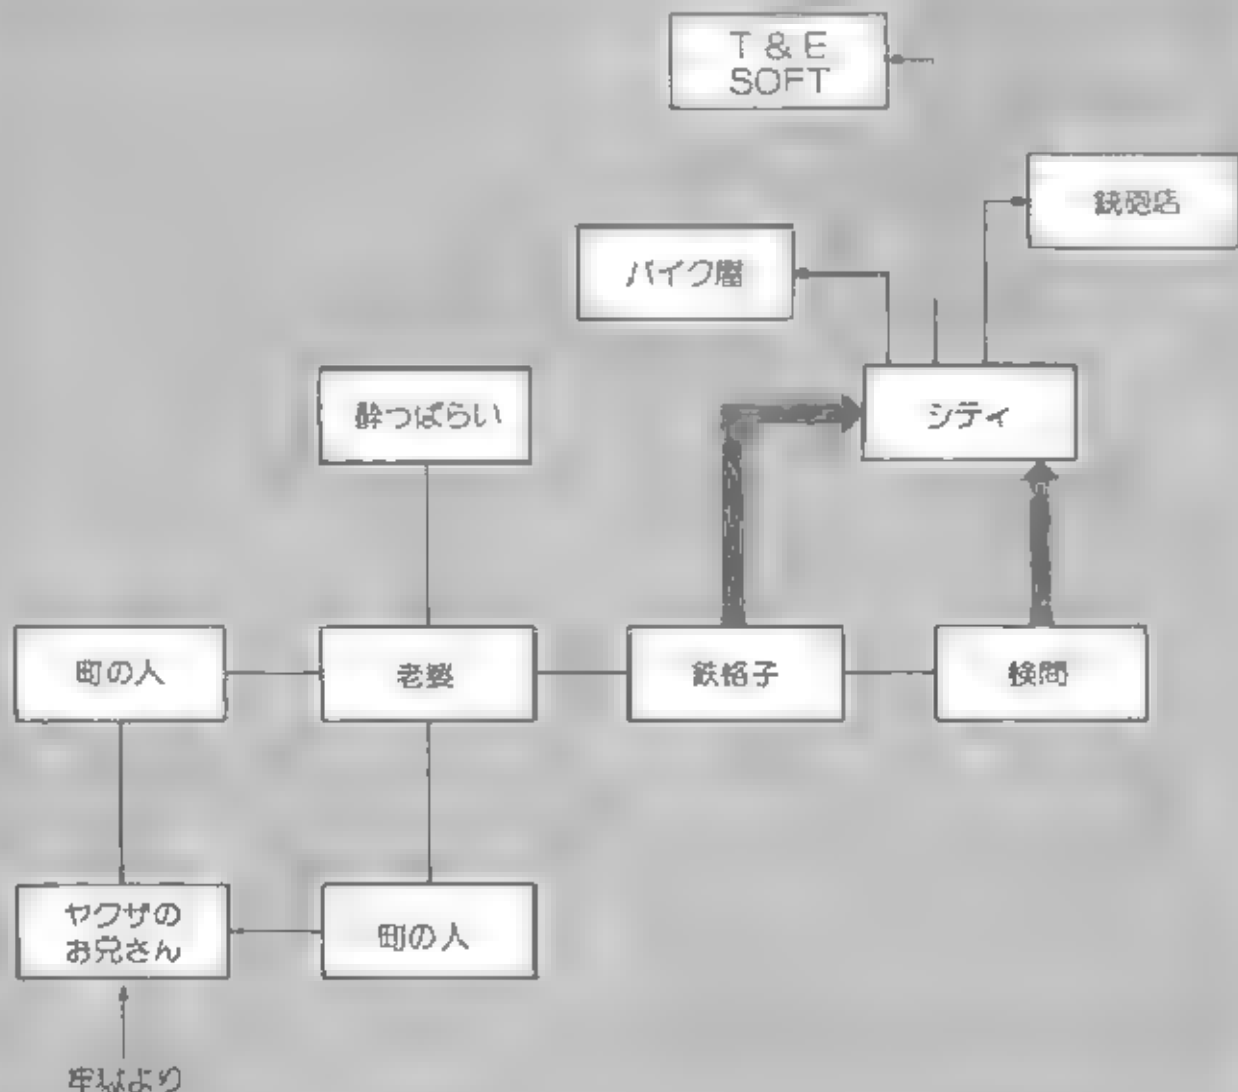 T & E
SOFT
鉄砲店
バイク屋
酔っぱらい
シティ
町の人
老婆
鉄格子
検問
ヤクザの
お兄さん
町の人
牢獄より